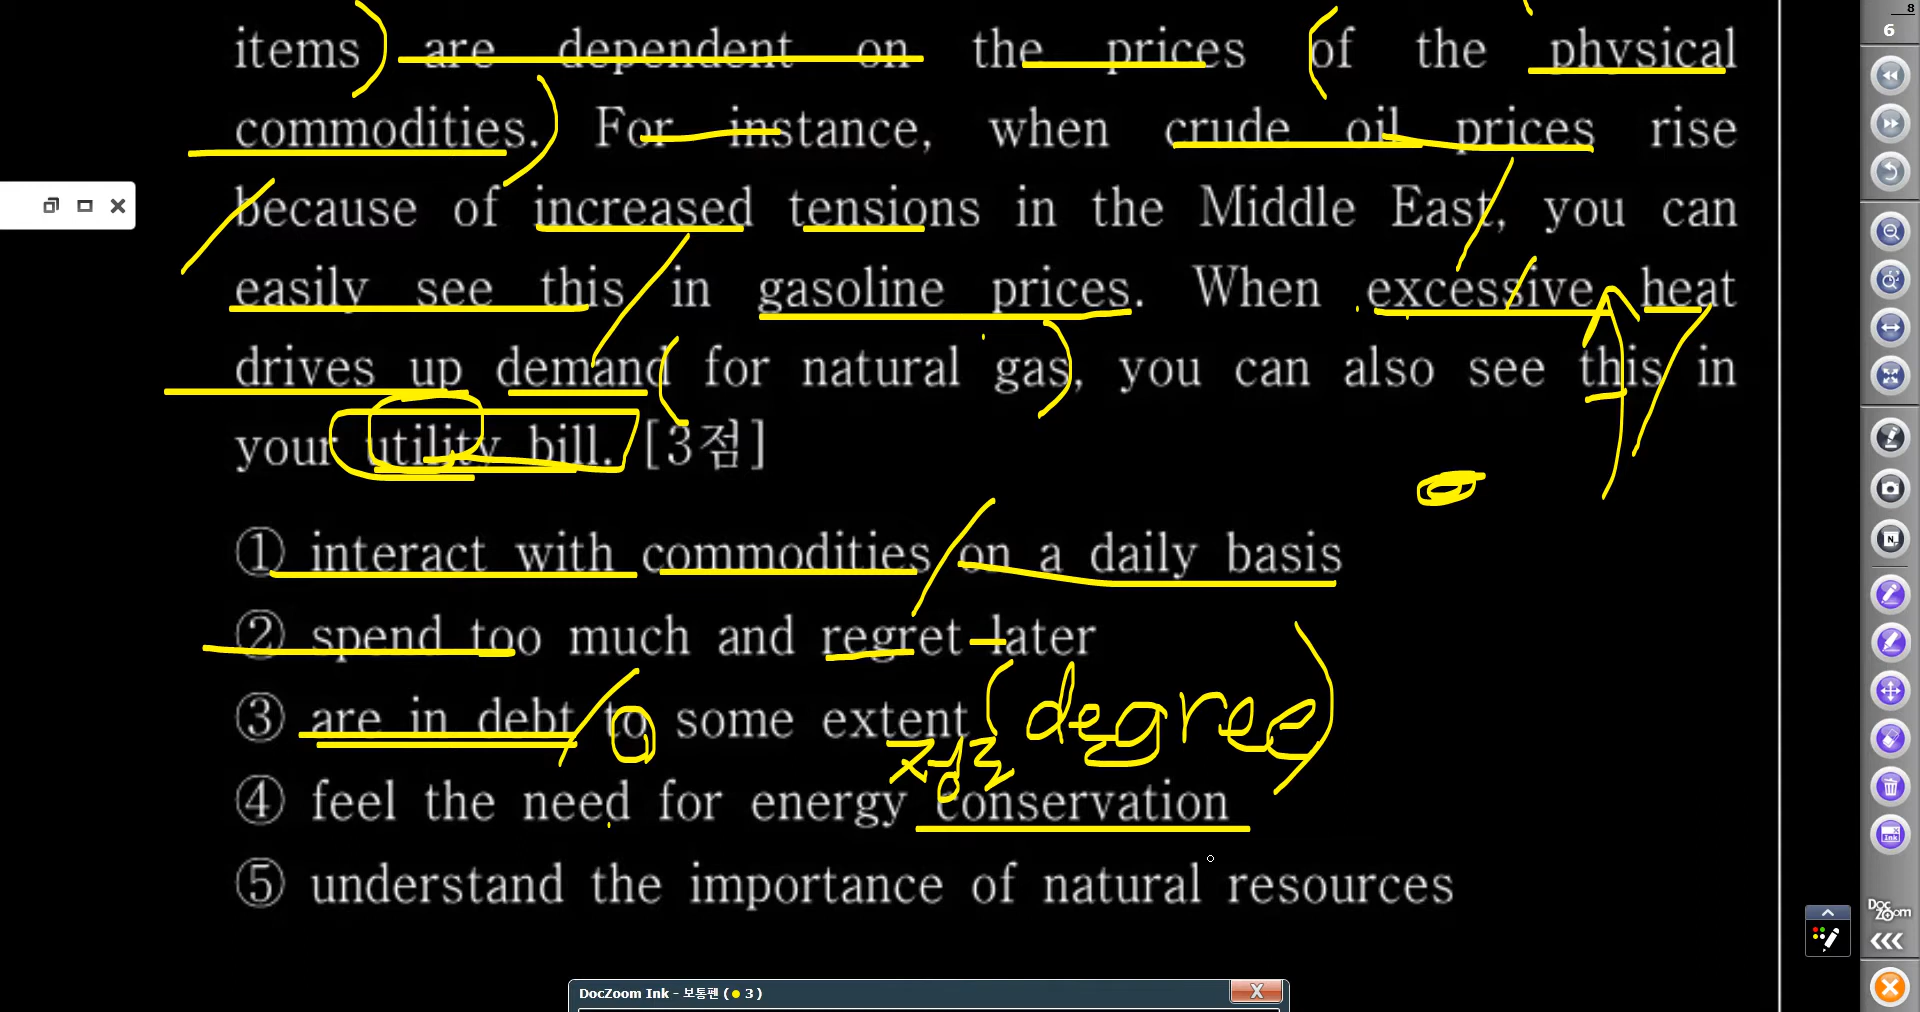 8
6
items) are dependent on the prices (of the physical
commodities.) For instance, when crude oil prices rise
because of increased tensions in the Middle East, you can
easily see this in gasoline prices. When excessive heat
drives up demand (for natural gas), you can also see this in
your utility bill. [3점]
① interact with commodities on a daily basis
② spend too much and regret later
③ are in debt to some extent (degree)
정도
④ feel the need for energy conservation
⑤ understand the importance of natural resources
N
Ink
Doc Zoom
DocZoom Ink - 보통펜 ( 3 )